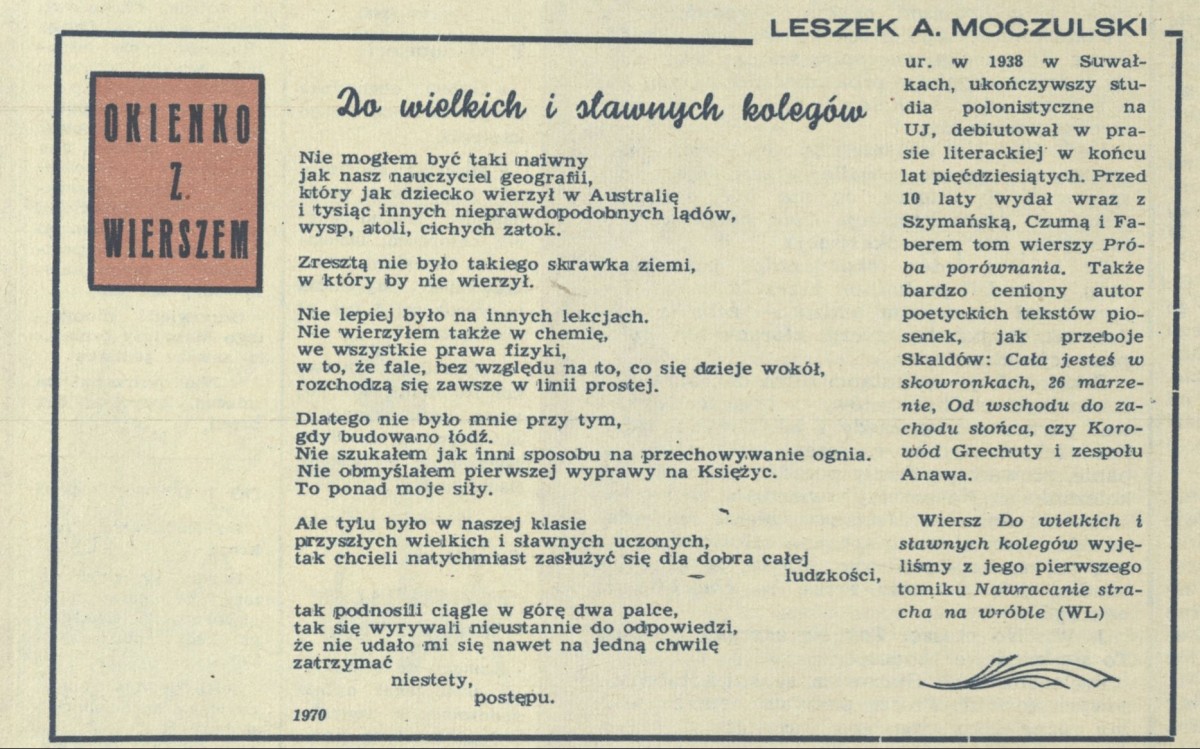 LESZEK A. MOCZULSKI
OKIENKO
Z
WIERSZEM
Do wielkich i sławnych kolegów
Nie mogłem być taki naiwny
jak nasz nauczyciel geografii,
który jak dziecko wierzył w Australię
i tysiąc innych nieprawdopodobnych lądów,
wysp, atoli, cichych zatok.
Zresztą nie było takiego skrawka ziemi,
w który by nie wierzył.
Nie lepiej było na innych lekcjach.
Nie wierzyłem także w chemię,
we wszystkie prawa fizyki,
w to, że fale, bez względu na to, co się dzieje wokół,
rozchodzą się zawsze w linii prostej.
Dlatego nie było mnie przy tym,
gdy budowano łódź.
Nie szukałem jak inni sposobu na przechowywanie ognia.
Nie obmyślałem pierwszej wyprawy na Księżyc.
To ponad moje siły.
Ale tylu było w naszej klasie
przyszłych wielkich i sławnych uczonych,
tak chcieli natychmiast zasłużyć się dla dobra całej
ludzkości,
tak podnosili ciągle w górę dwa palce,
tak się wyrywali nieustannie do odpowiedzi,
że nie udało mi się nawet na jedną chwilę
zatrzymać
niestety,
postępu.
1970
ur. w 1938 w Suwał-
kach, ukończywszy stu-
dia polonistyczne na
UJ, debiutował w pra-
sie literackiej w końcu
lat pięćdziesiątych. Przed
10 laty wydał wraz z
Szymańską, Czumą i Fa-
berem tom wierszy Pró-
ba porównania. Także
bardzo ceniony autor
poetyckich tekstów pio-
senek, jak przeboje
Skaldów: Cała jesteś w
skowronkach, 26 marze-
nie, Od wschodu do za-
chodu słońca, czy Koro-
wód Grechuty i zespołu
Anawa.
Wiersz Do wielkich i
sławnych kolegów wyję-
liśmy z jego pierwszego
tomiku Nawracanie stra-
cha na wróble (WL)